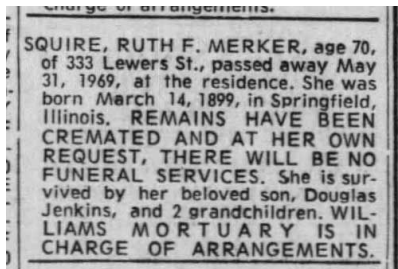 Charge of arrangements.
SQUIRE, RUTH F. MERKER, age 70,
of 333 Lewers St., passed away May
31, 1969, at the residence. She was
born March 14, 1899, in Springfield,
Illinois. REMAINS HAVE BEEN
CREMATED AND AT HER OWN
REQUEST, THERE WILL BE NO
FUNERAL SERVICES. She is sur-
vived by her beloved son, Douglas
Jenkins, and 2 grandchildren. WIL-
LIAMS MORTUARY IS IN
CHARGE OF ARRANGEMENTS.